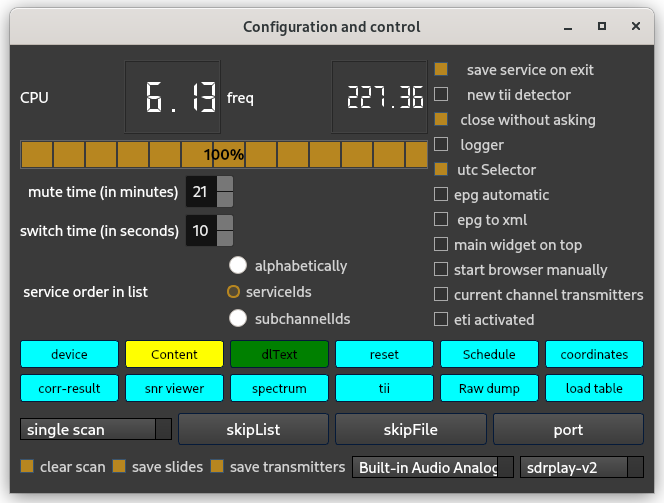 Configuration and control
CPU 6.13 freq 227.36
100%
mute time (in minutes) 21
switch time (in seconds) 10
service order in list
alphabetically
serviceIds
subchannelIds
save service on exit
new tii detector
close without asking
logger
utc Selector
epg automatic
epg to xml
main widget on top
start browser manually
current channel transmitters
eti activated
device Content dlText reset Schedule coordinates
corr-result snr viewer spectrum tii Raw dump load table
single scan skipList skipFile port
clear scan save slides save transmitters Built-in Audio Analog sdrplay-v2